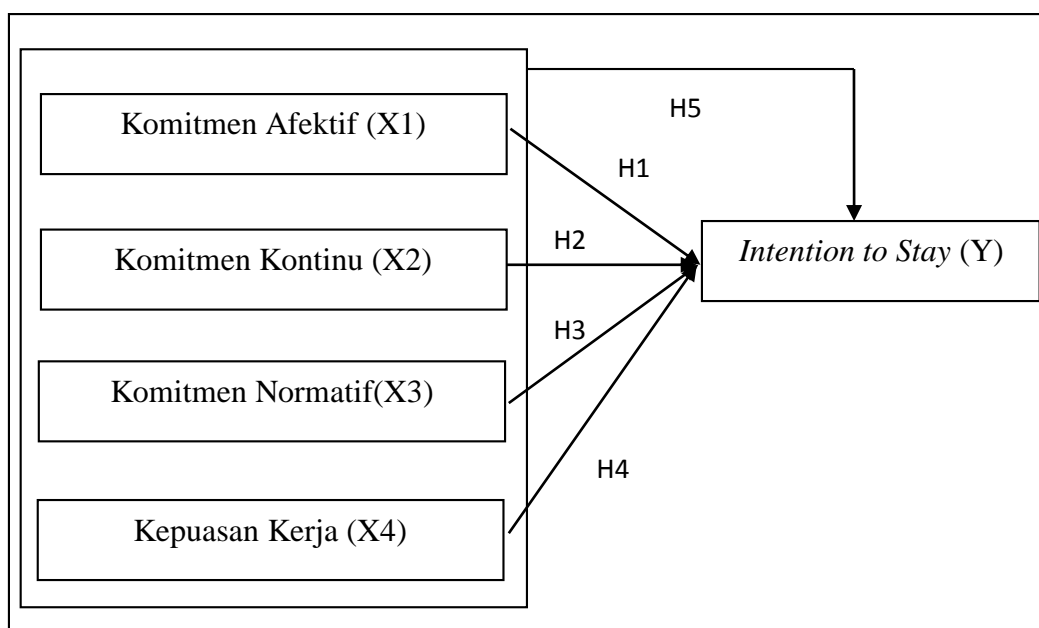 H5
Komitmen Afektif (X1)
H1
Komitmen Kontinu (X2)
H2
Intention to Stay (Y)
H3
Komitmen Normatif(X3)
H4
Kepuasan Kerja (X4)